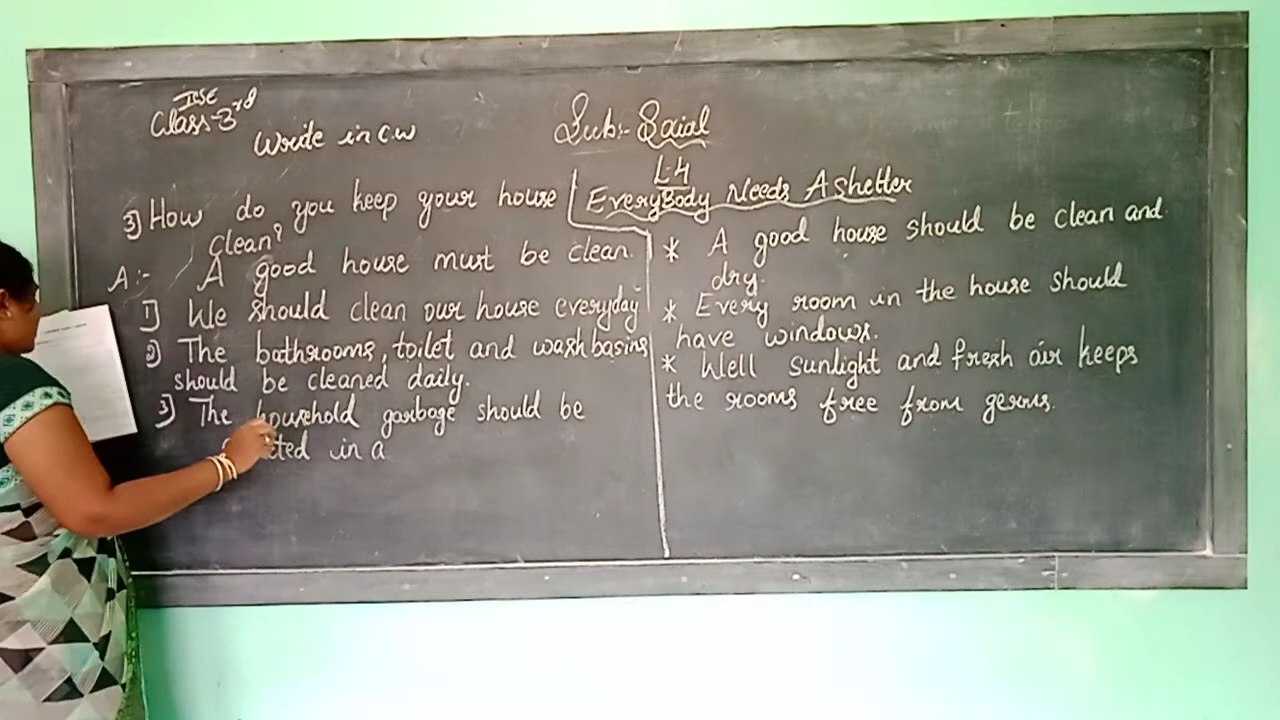 ICSE
Class-3rd
Write in C.W
Sub:- Social
L-4
EveryBody Needs A shelter
3) How do you keep your house
Clean?
A:- A good house must be clean.
1) We should clean our house everyday
2) The bathrooms, toilet and wash basins
should be cleaned daily.
3) The household garbage should be
in a
* A good house should be clean and
dry.
* Every room in the house should
have windows.
* Well sunlight and fresh air keeps
the rooms free from germs.